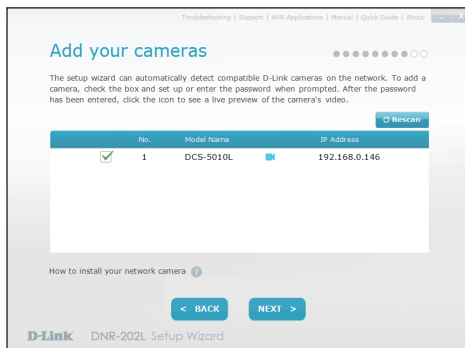 Troubleshooting | Support | NVR Applications | Manual | Quick Guide | About
Add your cameras
The setup wizard can automatically detect compatible D-Link cameras on the network. To add a
camera, check the box and set up or enter the password when prompted. After the password
has been entered, click the icon to see a live preview of the camera's video.
Rescan
No. Model Name IP Address
1 DCS-5010L 192.168.0.146
How to install your network camera ?
< BACK NEXT >
D-Link | DNR-202L Setup Wizard